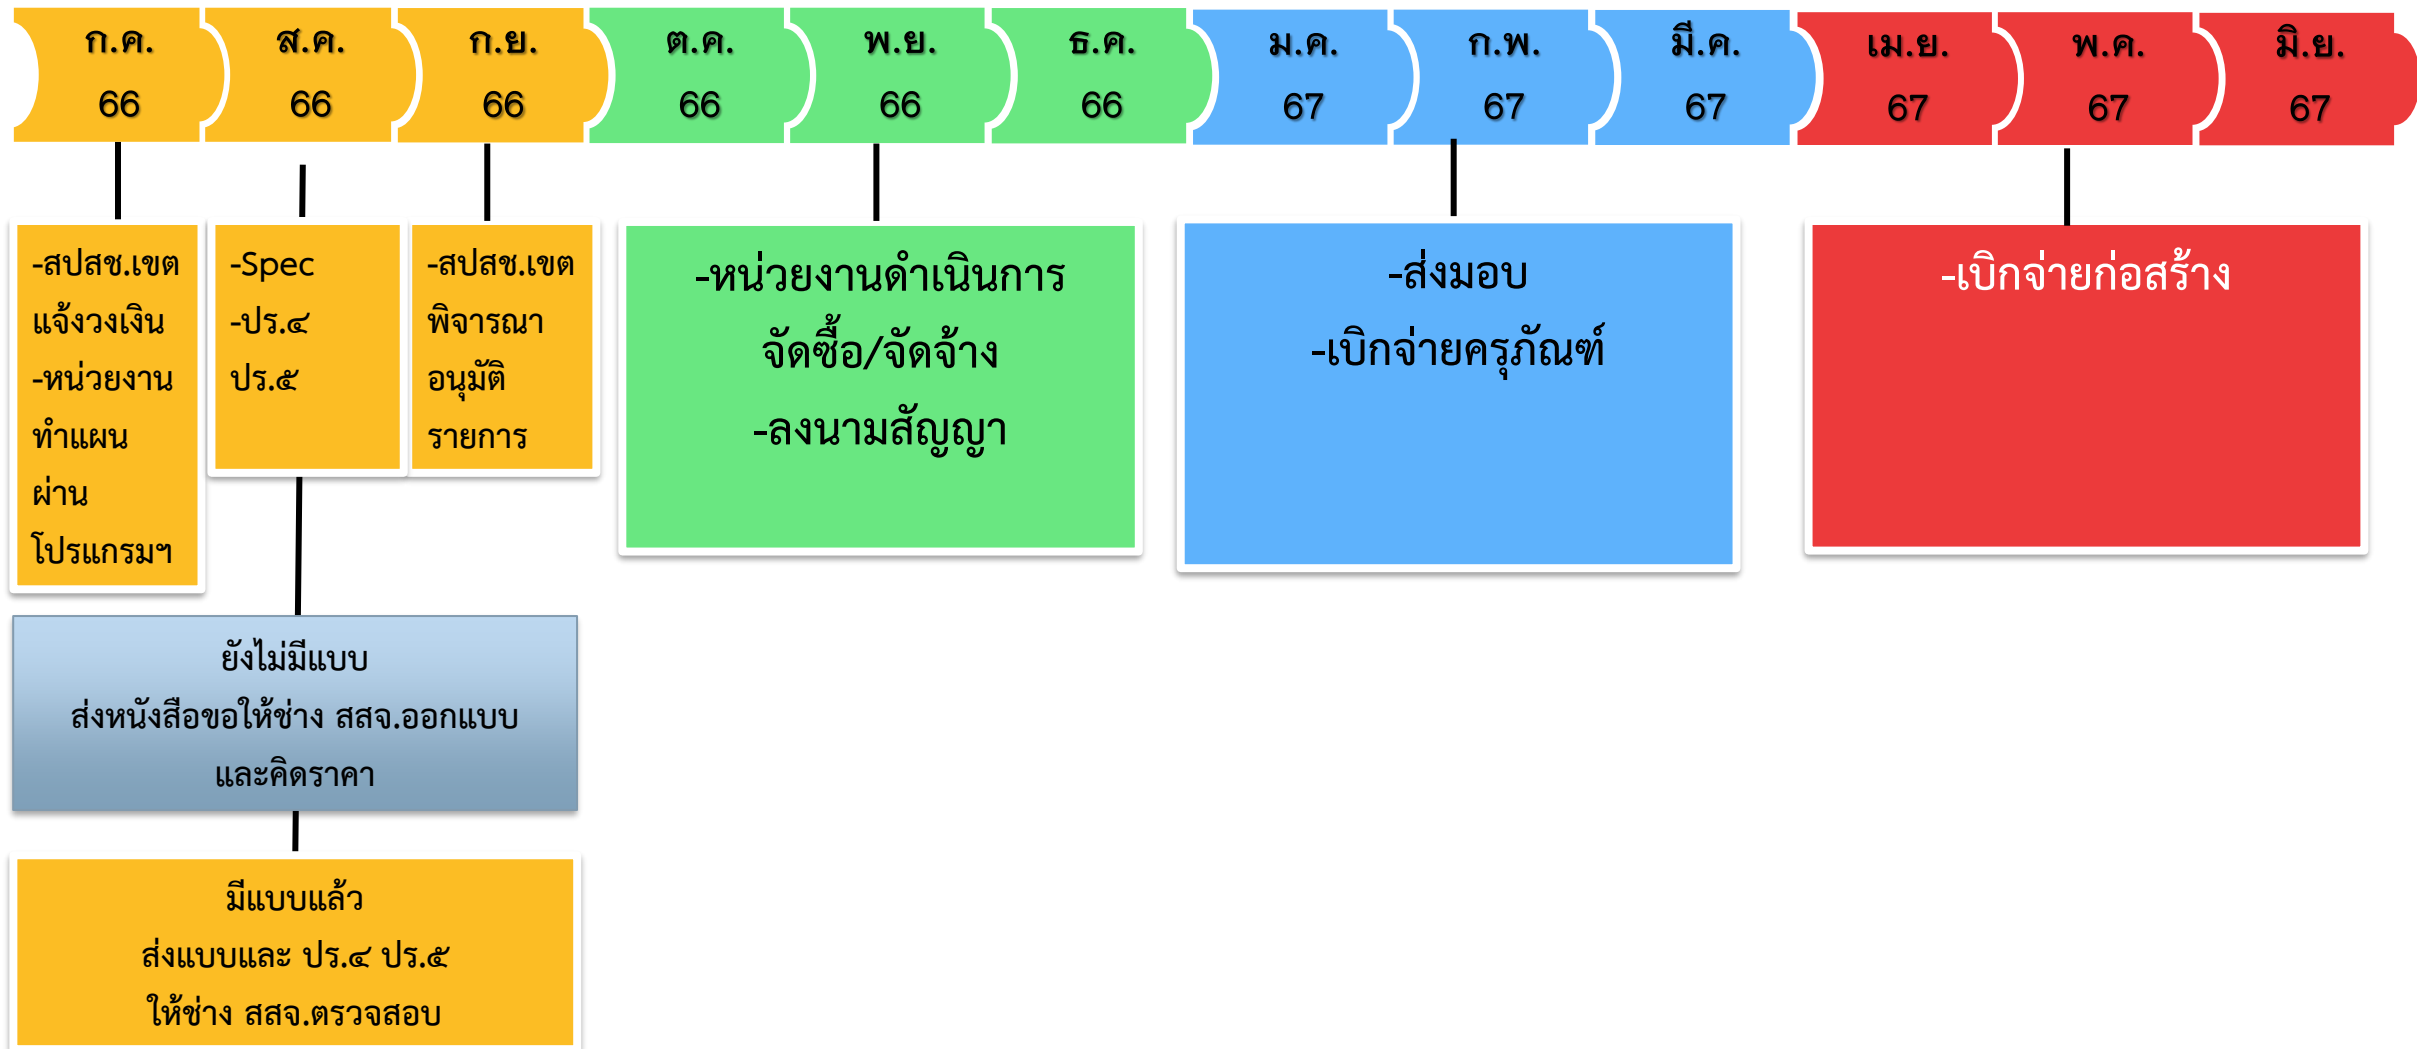 ก.ค.
66
ส.ค.
66
ก.ย.
66
ต.ค.
66
พ.ย.
66
ธ.ค.
66
ม.ค.
67
ก.พ.
67
มี.ค.
67
เม.ย.
67
พ.ค.
67
มิ.ย.
67
-สปสช.เขต
แจ้งวงเงิน
-หน่วยงาน
ทำแผน
ผ่าน
โปรแกรมฯ
-Spec
-ปร.๔
ปร.๕
-สปสช.เขต
พิจารณา
อนุมัติ
รายการ
-หน่วยงานดำเนินการ
จัดซื้อ/จัดจ้าง
-ลงนามสัญญา
-ส่งมอบ
-เบิกจ่ายครุภัณฑ์
-เบิกจ่ายก่อสร้าง
ยังไม่มีแบบ
ส่งหนังสือขอให้ช่าง สสจ.ออกแบบ
และคิดราคา
มีแบบแล้ว
ส่งแบบและ ปร.๔ ปร.๕
ให้ช่าง สสจ.ตรวจสอบ